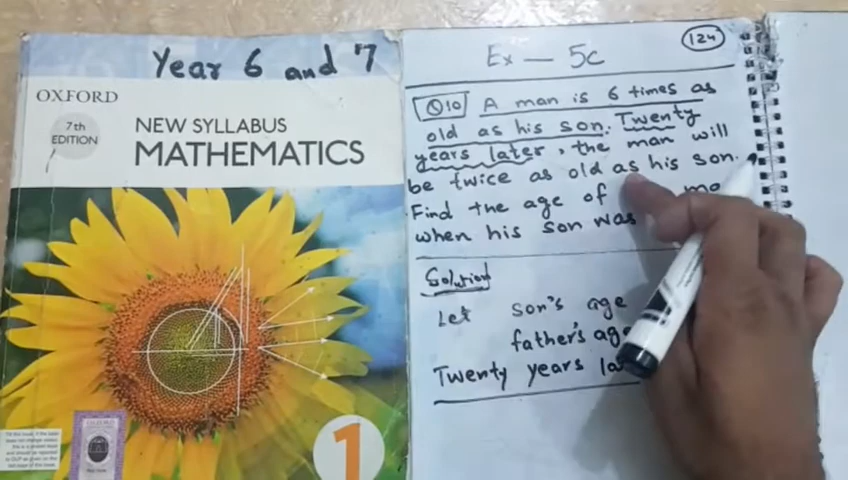 Year 6 and 7
OXFORD
7th
EDITION
NEW SYLLABUS
MATHEMATICS
1
124
Ex — 5c
Q10 A man is 6 times as
old as his son. Twenty
years later, the man will
be twice as old as his son.
Find the age of
when his son was
Solution
Let son's age
father's age
Twenty years